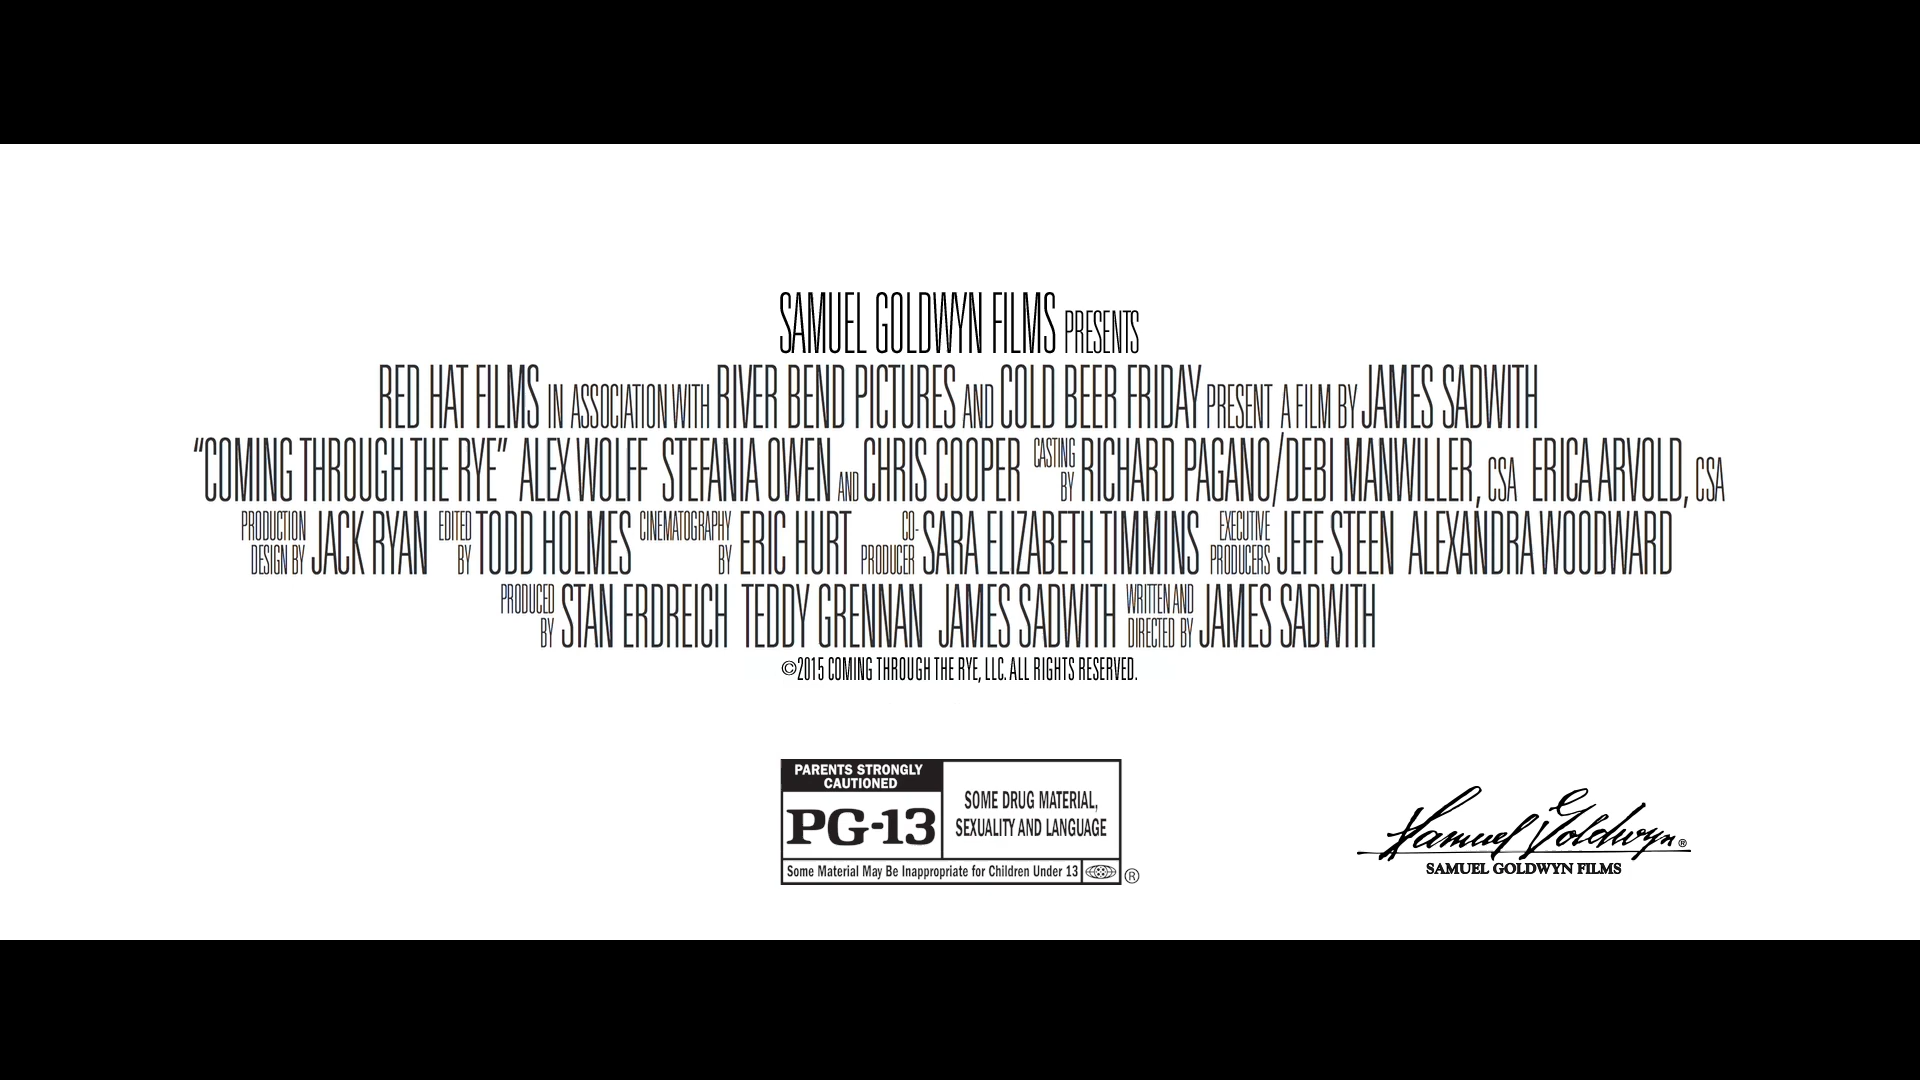 SAMUEL GOLDWYN FILMS PRESENTS
RED HAT FILMS IN ASSOCIATION WITH RIVER BEND PICTURES AND COLD BEER FRIDAY PRESENT A FILM BY JAMES SADWITH
“COMING THROUGH THE RYE” ALEX WOLFF STEFANIA OWEN AND CHRIS COOPER CASTING BY RICHARD PAGANO/DEBI MANWILLER, CSA ERICA ARVOLD, CSA
PRODUCTION DESIGN BY JACK RYAN EDITED BY TODD HOLMES CINEMATOGRAPHY BY ERIC HURT CO-PRODUCER SARA ELIZABETH TIMMINS EXECUTIVE PRODUCERS JEFF STEEN ALEXANDRA WOODWARD
PRODUCED BY STAN ERDREICH TEDDY GRENNAN JAMES SADWITH WRITTEN AND DIRECTED BY JAMES SADWITH
©2015 COMING THROUGH THE RYE, LLC. ALL RIGHTS RESERVED.
PARENTS STRONGLY
CAUTIONED
PG-13
SOME DRUG MATERIAL,
SEXUALITY AND LANGUAGE
Some Material May Be Inappropriate for Children Under 13
®
Samuel Goldwyn®
SAMUEL GOLDWYN FILMS